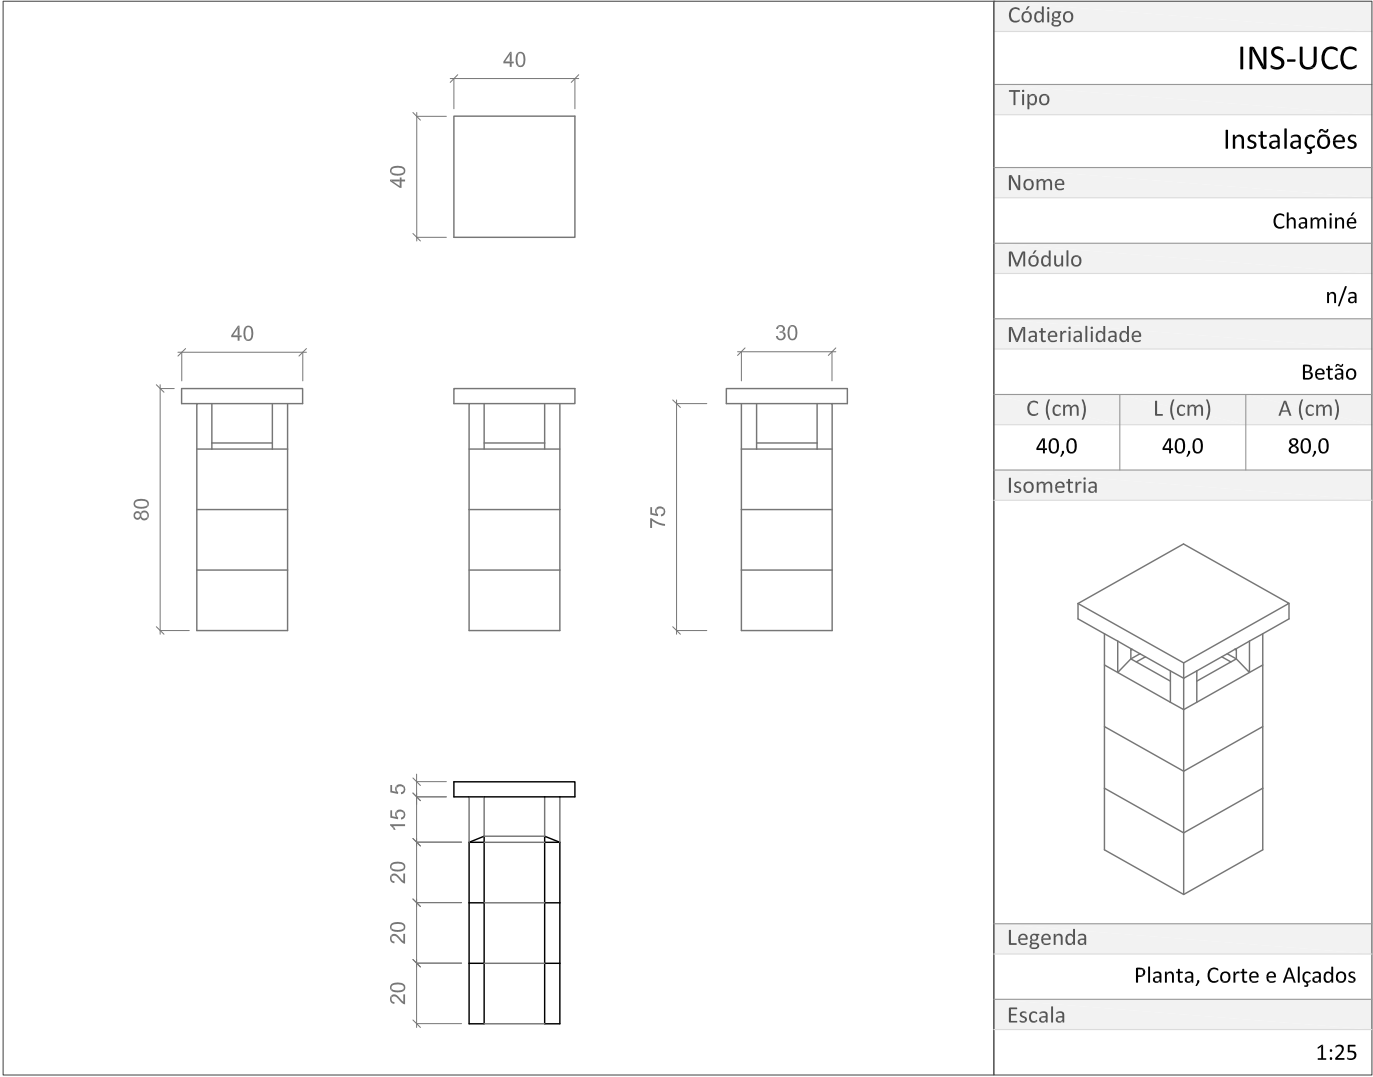 40
40
40
80
30
75
5
15
20
20
20
Código
INS-UCC
Tipo
Instalações
Nome
Chaminé
Módulo
n/a
Materialidade
Betão
C (cm) L (cm) A (cm)
40,0 40,0 80,0
Isometria
Legenda
Planta, Corte e Alçados
Escala
1:25